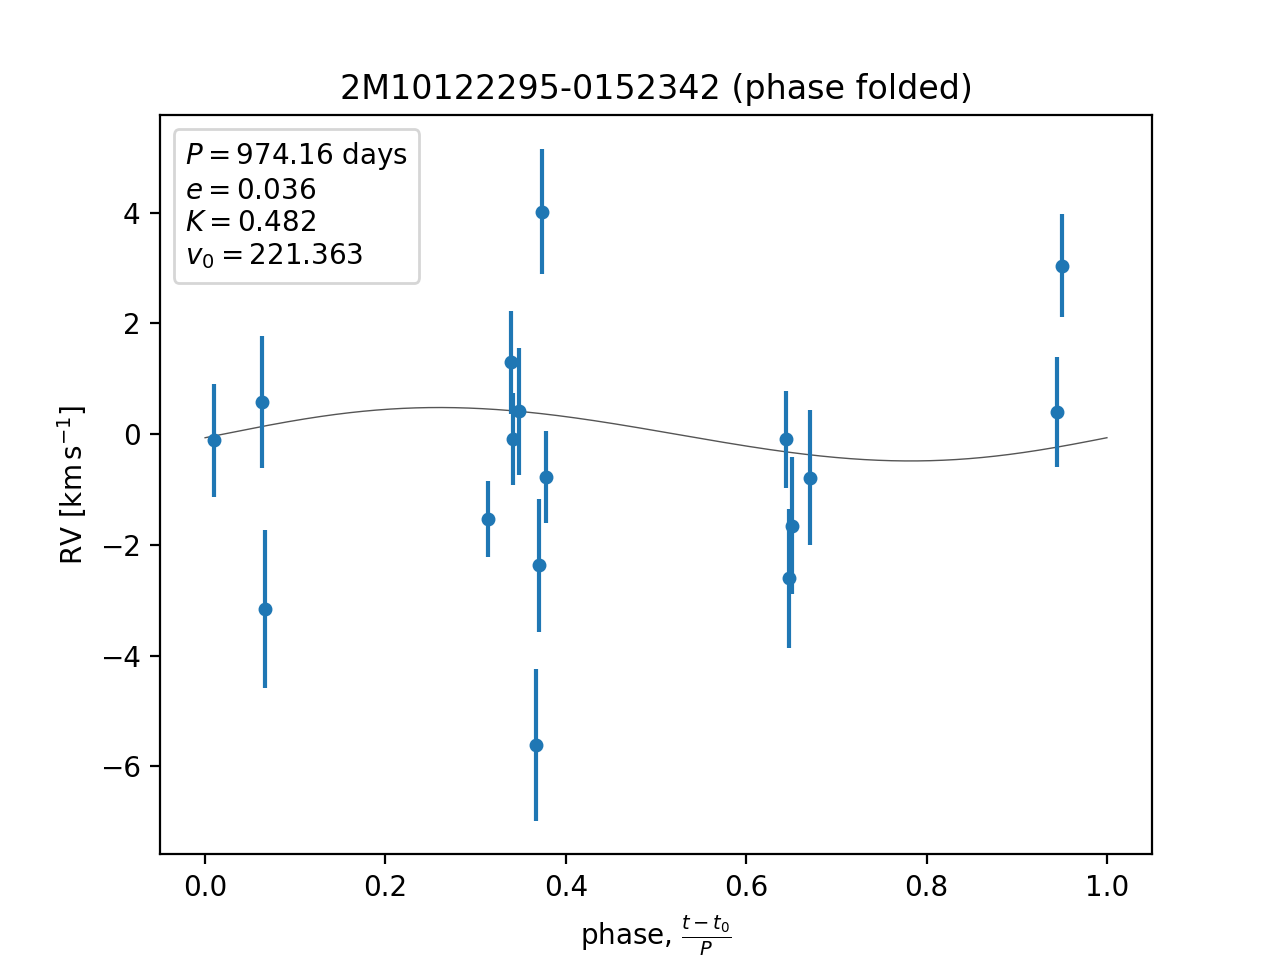 2M10122295-0152342 (phase folded)
P = 974.16 days
e = 0.036
K = 0.482
v₀ = 221.363
4
2
0
−2
−4
−6
RV [km s⁻¹]
0.0 0.2 0.4 0.6 0.8 1.0
phase, (t − t₀)/P